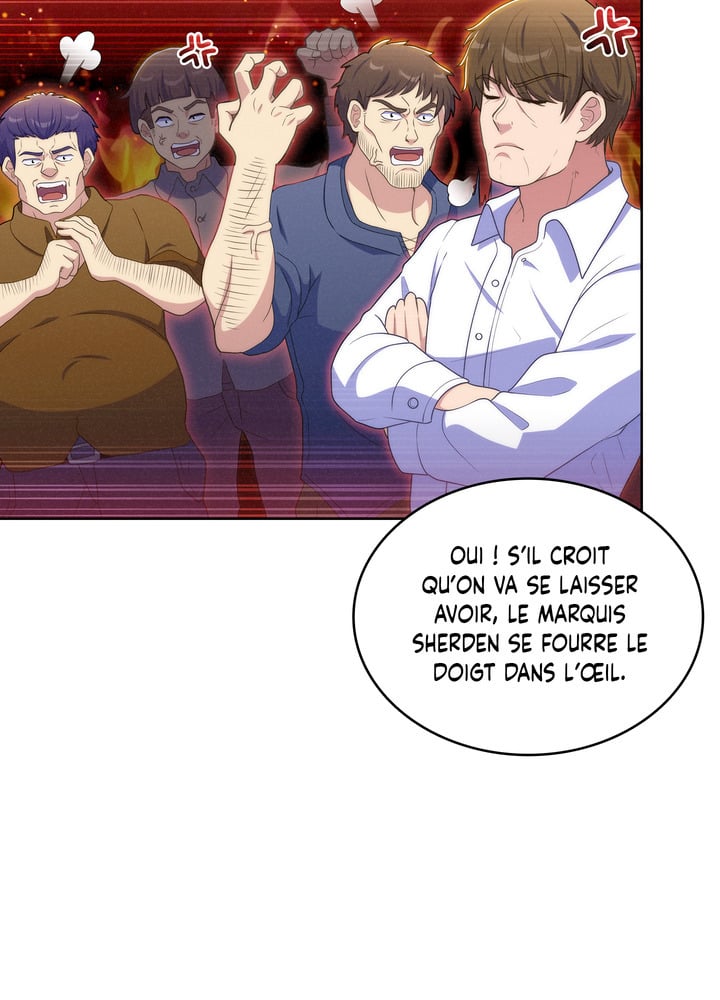 OUI ! S'IL CROIT
QU'ON VA SE LAISSER
AVOIR, LE MARQUIS
SHERDEN SE FOURRE LE
DOIGT DANS L'ŒIL.